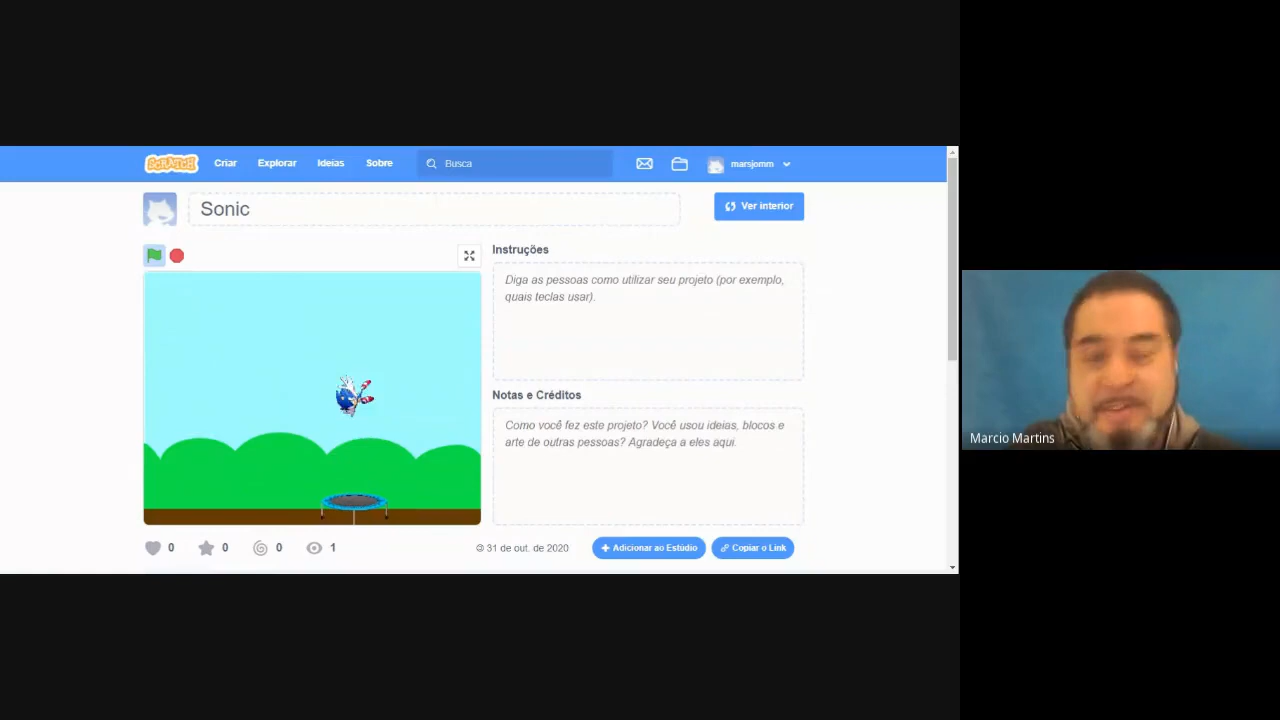 SCRATCH
Criar
Explorar
Ideias
Sobre
Busca
marsjomm
Sonic
Ver interior
Instruções
Diga as pessoas como utilizar seu projeto (por exemplo,
quais teclas usar).
Notas e Créditos
Como você fez este projeto? Você usou ideias, blocos e
arte de outras pessoas? Agradeça a eles aqui.
0
0
0
1
© 31 de out. de 2020
Adicionar ao Estúdio
Copiar o Link
Marcio Martins